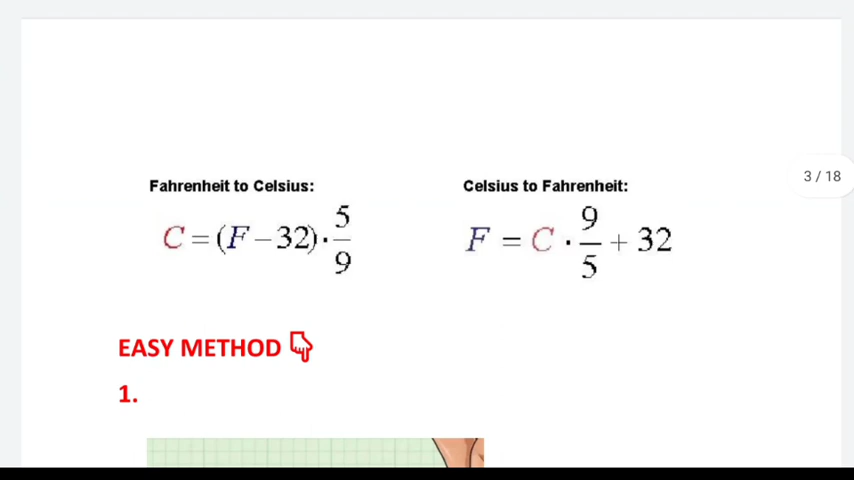 3 / 18
Fahrenheit to Celsius:
C = (F − 32) · 5/9
Celsius to Fahrenheit:
F = C · 9/5 + 32
EASY METHOD 👇
1.